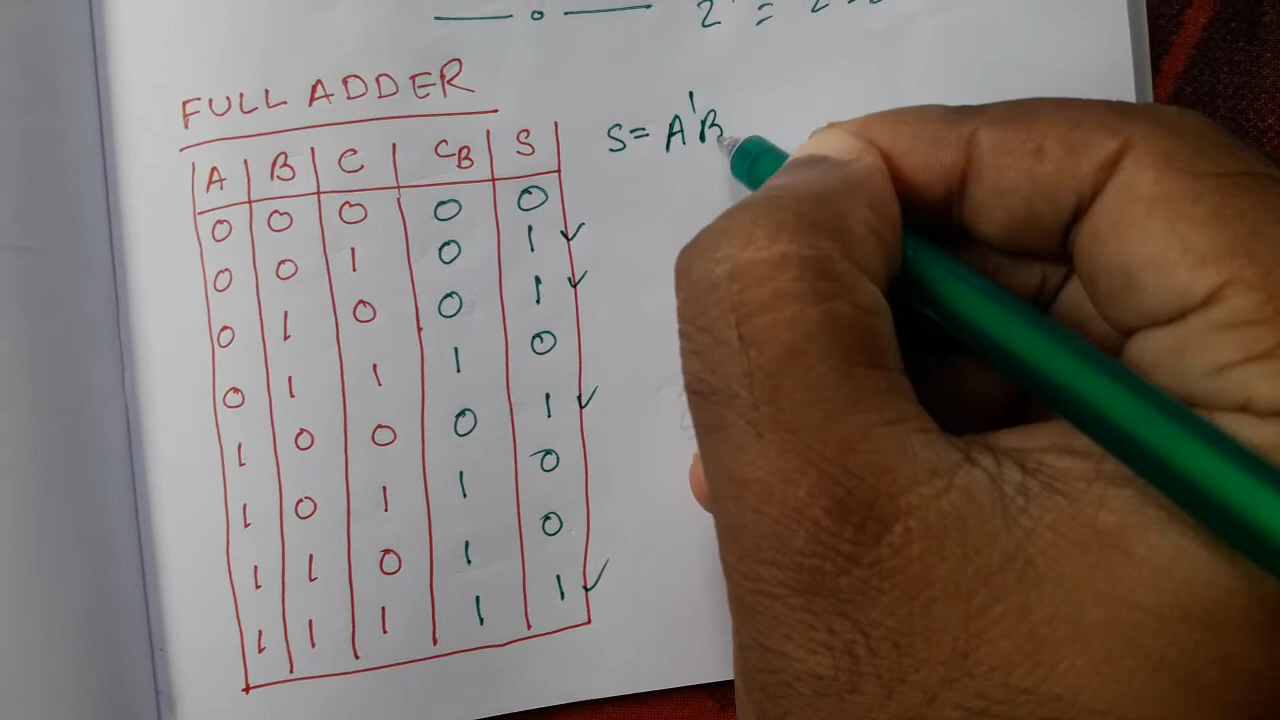 FULL ADDER
A B C CB S
0 0 0 0 0
0 0 1 0 1
0 1 0 0 1
0 1 1 1 0
1 0 0 0 1
1 0 1 1 0
1 1 0 1 0
1 1 1 1 1
S= A'B